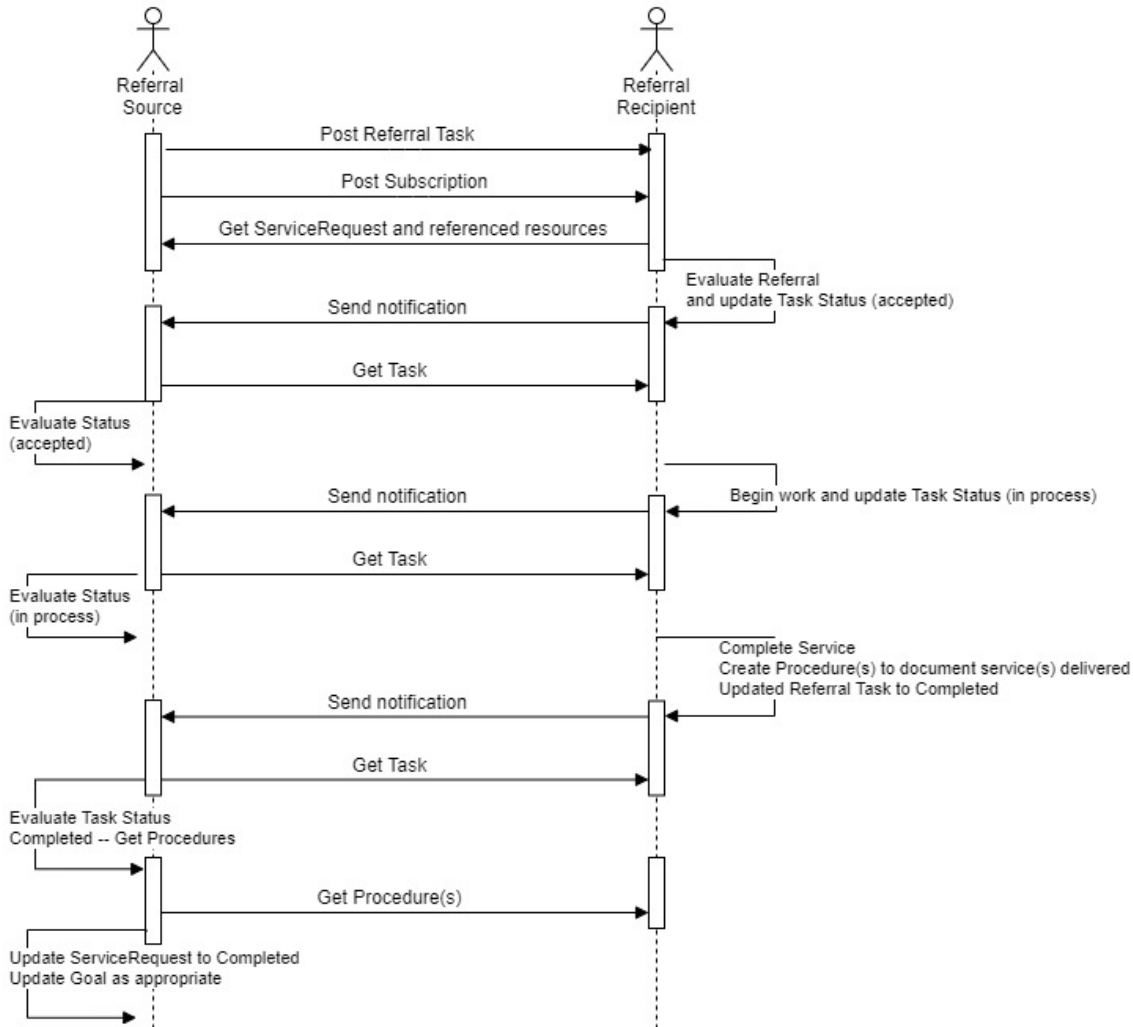 Referral
Source
Referral
Recipient
Post Referral Task
Post Subscription
Get ServiceRequest and referenced resources
Evaluate Referral
and update Task Status (accepted)
Send notification
Get Task
Evaluate Status
(accepted)
Send notification
Begin work and update Task Status (in process)
Get Task
Evaluate Status
(in process)
Complete Service
Create Procedure(s) to document service(s) delivered
Updated Referral Task to Completed
Send notification
Get Task
Evaluate Task Status
Completed -- Get Procedures
Get Procedure(s)
Update ServiceRequest to Completed
Update Goal as appropriate